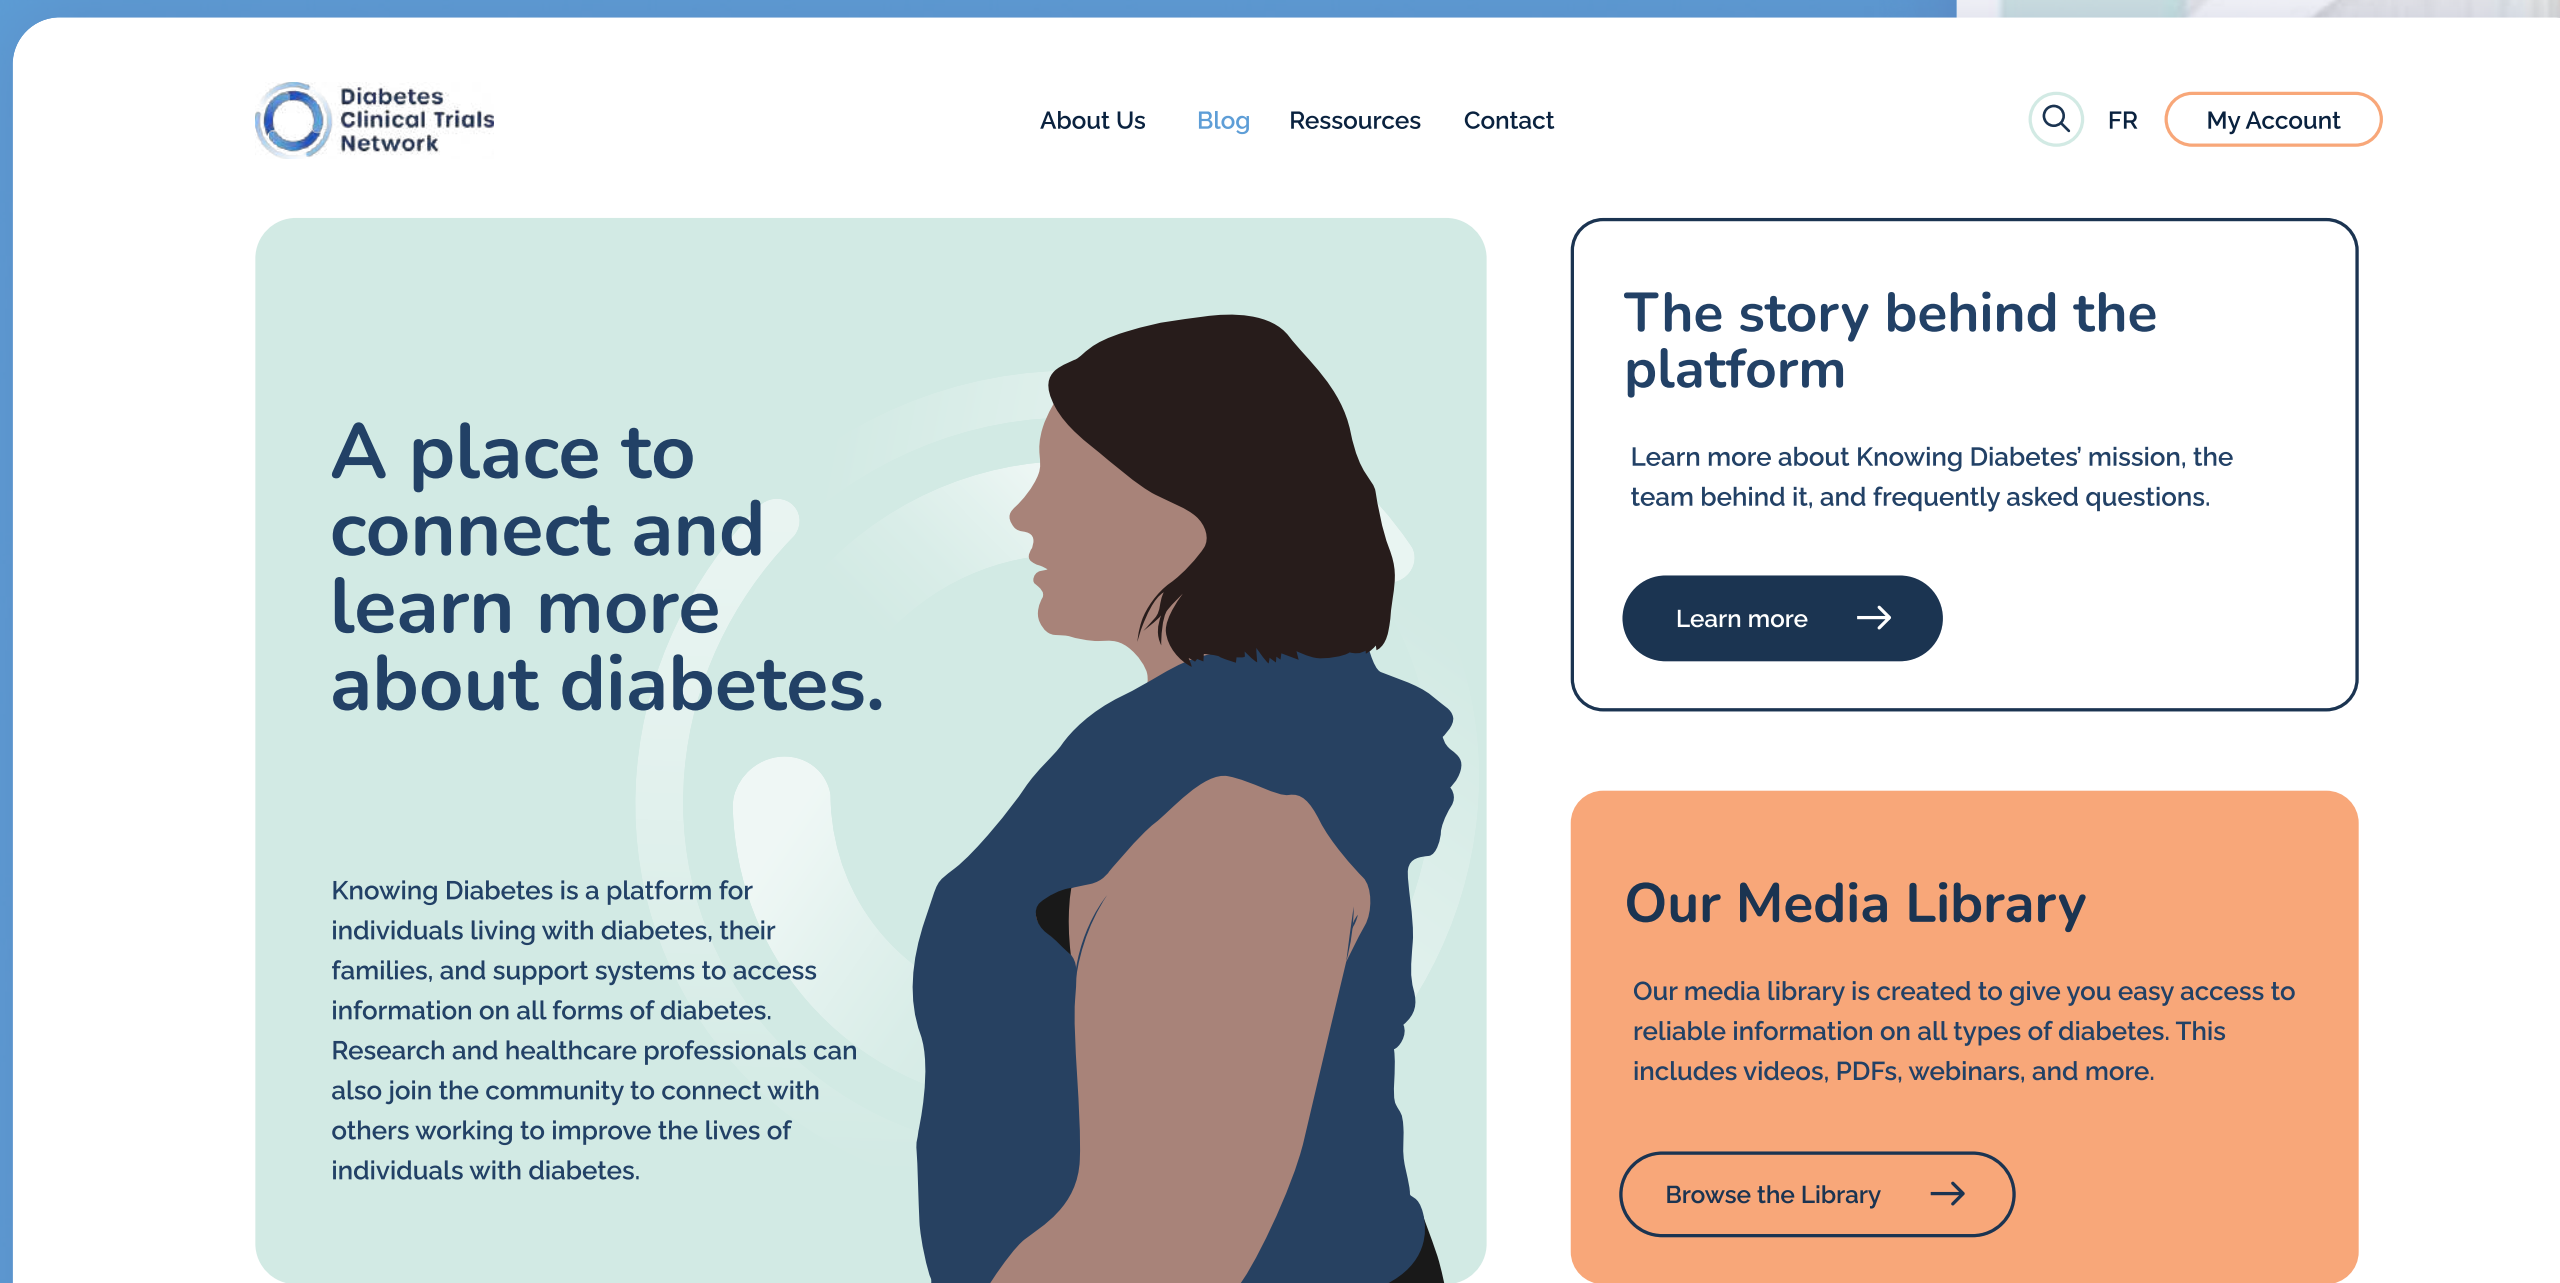 Diabetes
Clinical Trials
Network
About Us
Blog
Ressources
Contact
FR
My Account
A place to
connect and
learn more
about diabetes.
Knowing Diabetes is a platform for
individuals living with diabetes, their
families, and support systems to access
information on all forms of diabetes.
Research and healthcare professionals can
also join the community to connect with
others working to improve the lives of
individuals with diabetes.
The story behind the
platform
Learn more about Knowing Diabetes’ mission, the
team behind it, and frequently asked questions.
Learn more
Our Media Library
Our media library is created to give you easy access to
reliable information on all types of diabetes. This
includes videos, PDFs, webinars, and more.
Browse the Library